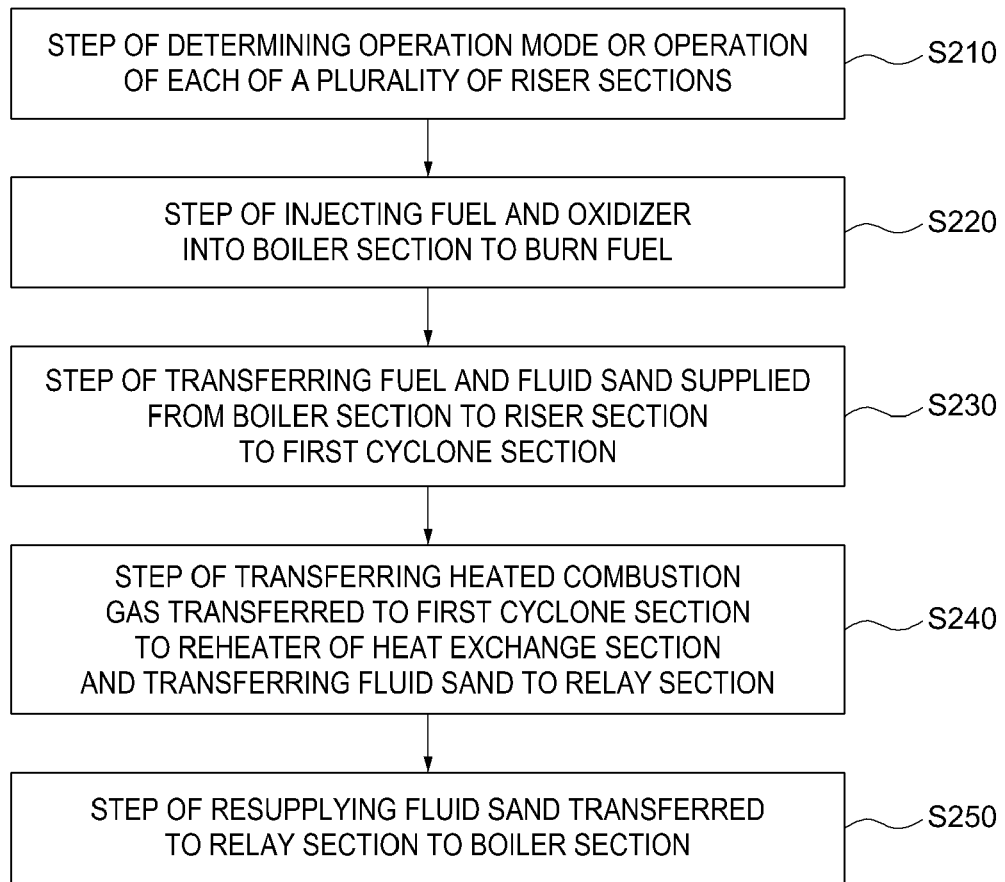 STEP OF DETERMINING OPERATION MODE OR OPERATION
OF EACH OF A PLURALITY OF RISER SECTIONS
S210
STEP OF INJECTING FUEL AND OXIDIZER
INTO BOILER SECTION TO BURN FUEL
S220
STEP OF TRANSFERRING FUEL AND FLUID SAND SUPPLIED
FROM BOILER SECTION TO RISER SECTION
TO FIRST CYCLONE SECTION
S230
STEP OF TRANSFERRING HEATED COMBUSTION
GAS TRANSFERRED TO FIRST CYCLONE SECTION
TO REHEATER OF HEAT EXCHANGE SECTION
AND TRANSFERRING FLUID SAND TO RELAY SECTION
S240
STEP OF RESUPPLYING FLUID SAND TRANSFERRED
TO RELAY SECTION TO BOILER SECTION
S250